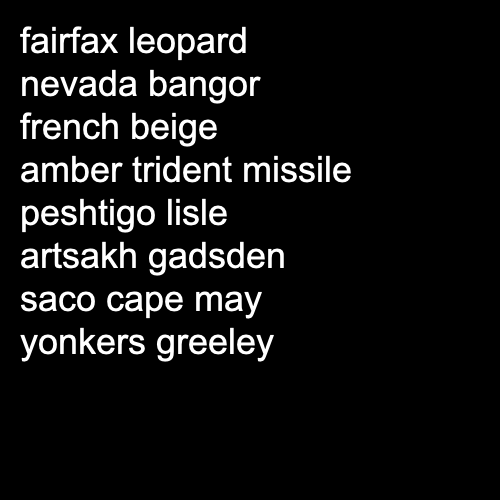 fairfax leopard
nevada bangor
french beige
amber trident missile
peshtigo lisle
artsakh gadsden
saco cape may
yonkers greeley